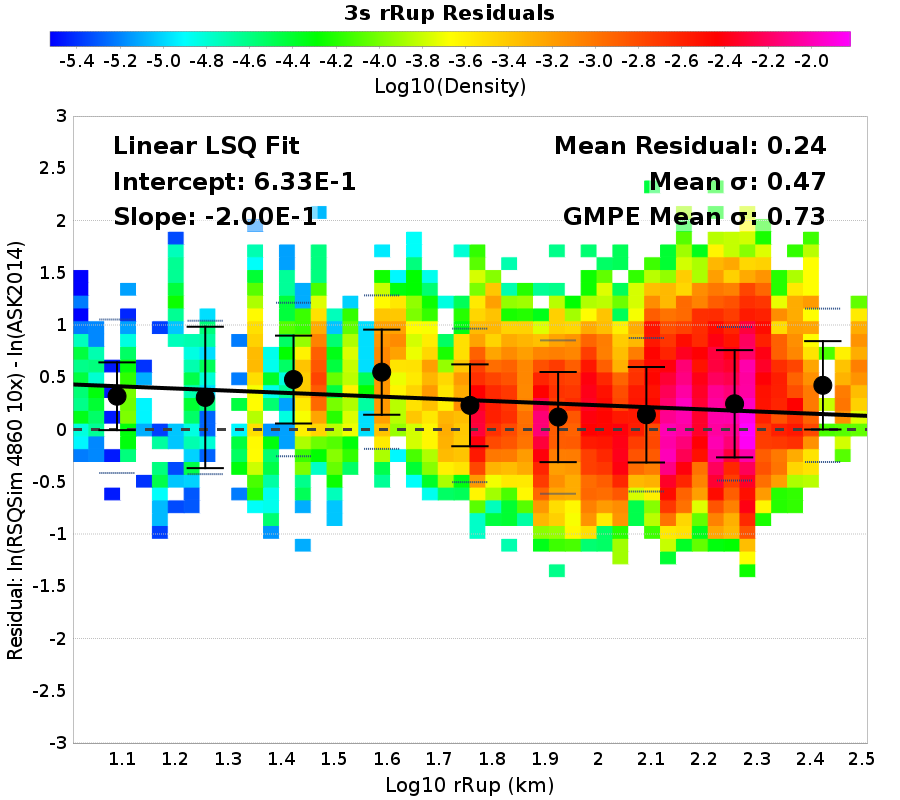 3s rRup Residuals
-5.4 -5.2 -5.0 -4.8 -4.6 -4.4 -4.2 -4.0 -3.8 -3.6 -3.4 -3.2 -3.0 -2.8 -2.6 -2.4 -2.2 -2.0
Log10(Density)
Linear LSQ Fit
Intercept: 6.33E-1
Slope: -2.00E-1
Mean Residual: 0.24
Mean σ: 0.47
GMPE Mean σ: 0.73
Residual: ln(RSQSim 4860 10x) - ln(ASK2014)
3
2.5
2
1.5
1
0.5
0
-0.5
-1
-1.5
-2
-2.5
-3
1.1 1.2 1.3 1.4 1.5 1.6 1.7 1.8 1.9 2 2.1 2.2 2.3 2.4 2.5
Log10 rRup (km)